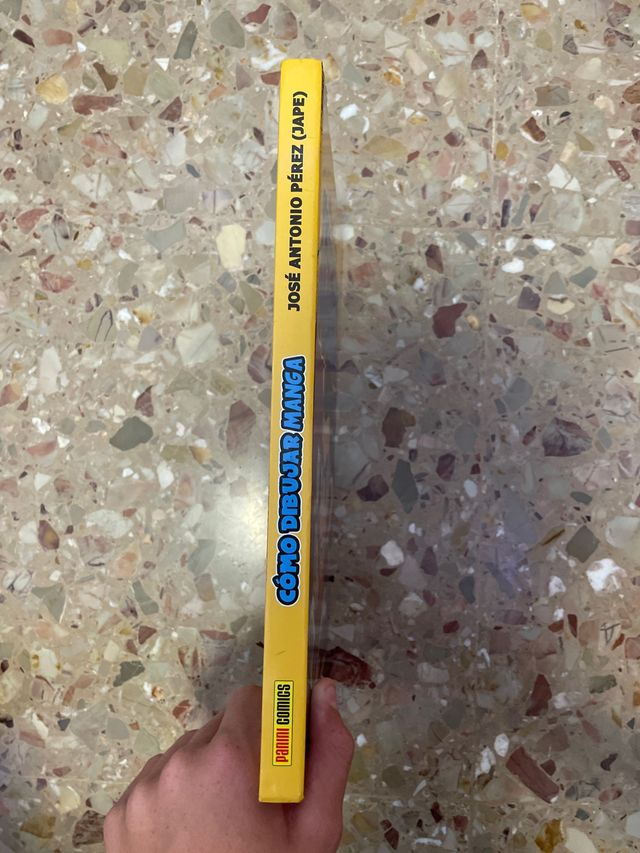 PANINI COMICS
CÓMO DIBUJAR MANGA
JOSÉ ANTONIO PÉREZ (JAPE)